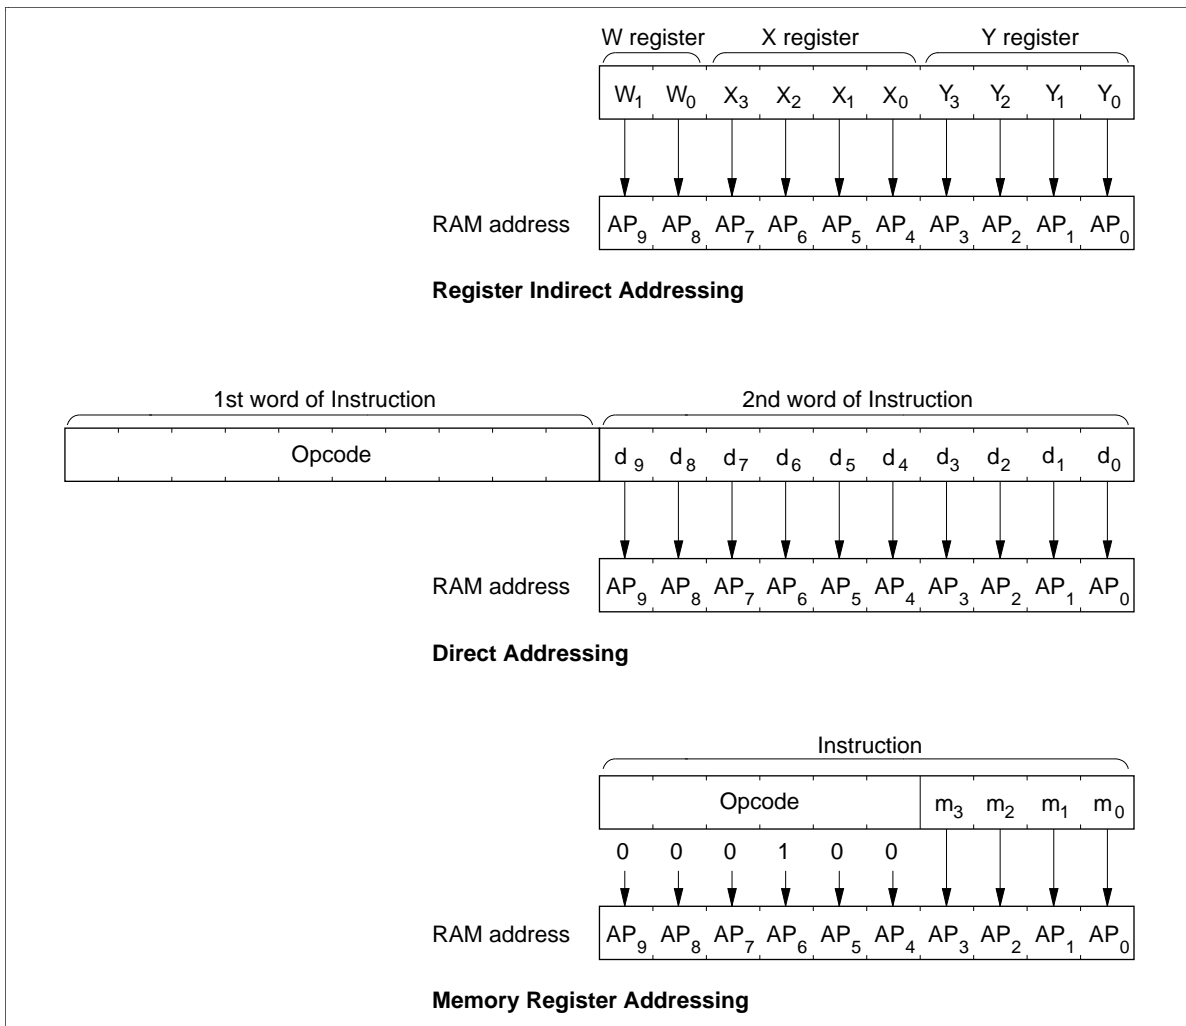 W register X register Y register
W1 W0 X3 X2 X1 X0 Y3 Y2 Y1 Y0
RAM address AP9 AP8 AP7 AP6 AP5 AP4 AP3 AP2 AP1 AP0
Register Indirect Addressing
1st word of Instruction 2nd word of Instruction
Opcode d9 d8 d7 d6 d5 d4 d3 d2 d1 d0
RAM address AP9 AP8 AP7 AP6 AP5 AP4 AP3 AP2 AP1 AP0
Direct Addressing
Instruction
Opcode m3 m2 m1 m0
0 0 0 1 0 0
RAM address AP9 AP8 AP7 AP6 AP5 AP4 AP3 AP2 AP1 AP0
Memory Register Addressing